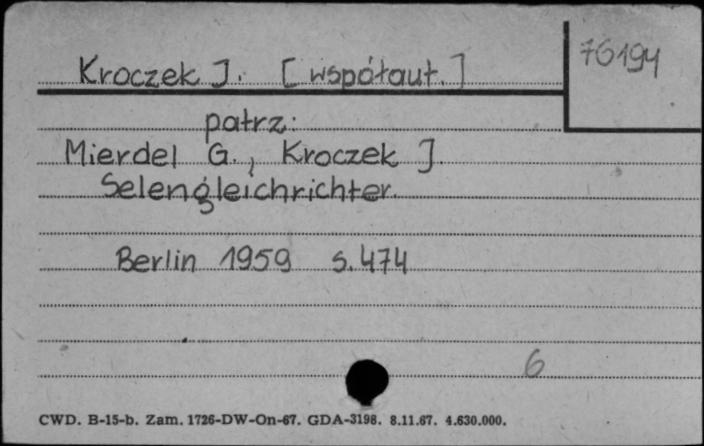 76194
Kroczek J. [współaut.]
patrz:
Mierdel G., Kroczek J.
Selengleichrichter.
Berlin 1959 s. 474
6
CWD. B-15-b. Zam. 1726-DW-On-67. GDA-3198. 8.11.67. 4.630.000.